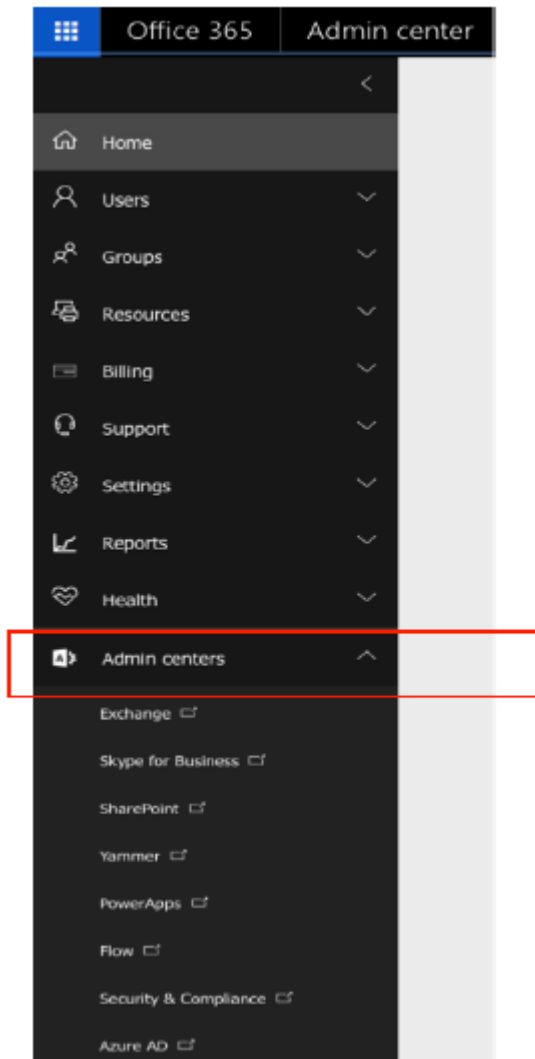 Office 365 Admin center
Home
Users
Groups
Resources
Billing
Support
Settings
Reports
Health
A Admin centers
Exchange
Skype for Business
SharePoint
Yammer
PowerApps
Flow
Security & Compliance
Azure AD